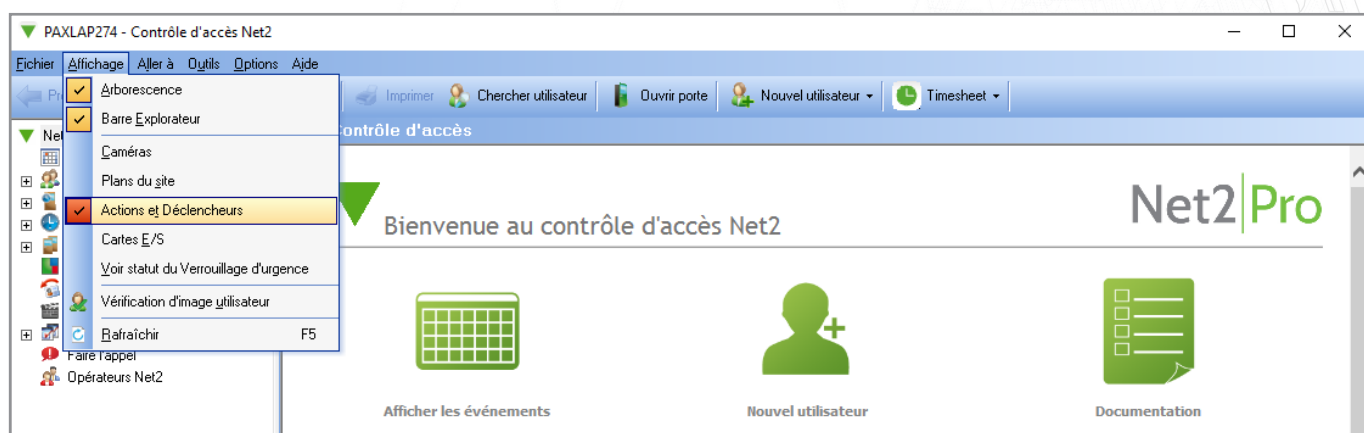 PAXLAP274 - Contrôle d'accès Net2
Fichier Affichage Aller à Outils Options Aide
Imprimer Chercher utilisateur Ouvrir porte Nouvel utilisateur Timesheet
Arborescence
Barre Explorateur
Caméras
Plans du site
Actions et Déclencheurs
Cartes E/S
Voir statut du Verrouillage d'urgence
Vérification d'image utilisateur
Rafraîchir F5
Faire l'appel
Opérateurs Net2
Contrôle d'accès
Net2 Pro
Bienvenue au contrôle d'accès Net2
Afficher les événements Nouvel utilisateur Documentation